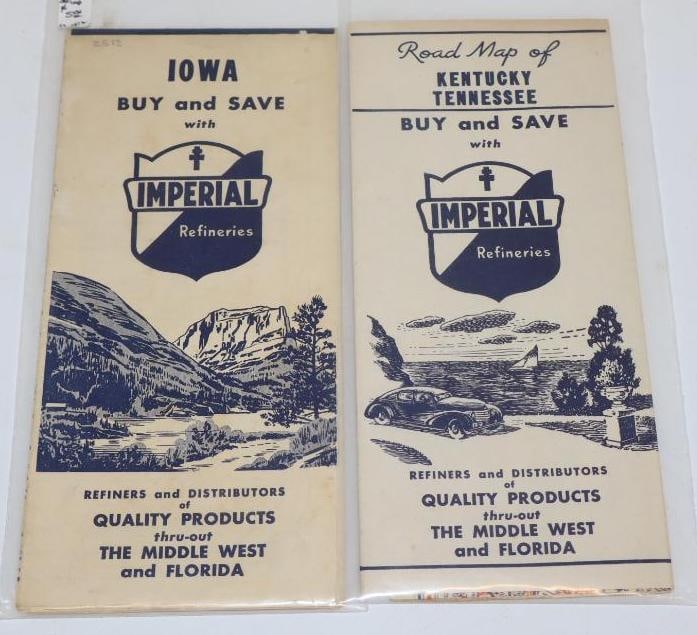 2513
IOWA
BUY and SAVE
with
IMPERIAL
Refineries
REFINERS and DISTRIBUTORS
of
QUALITY PRODUCTS
thru-out
THE MIDDLE WEST
and FLORIDA
Road Map of
KENTUCKY
TENNESSEE
BUY and SAVE
with
IMPERIAL
Refineries
REFINERS and DISTRIBUTORS
of
QUALITY PRODUCTS
thru-out
THE MIDDLE WEST
and FLORIDA